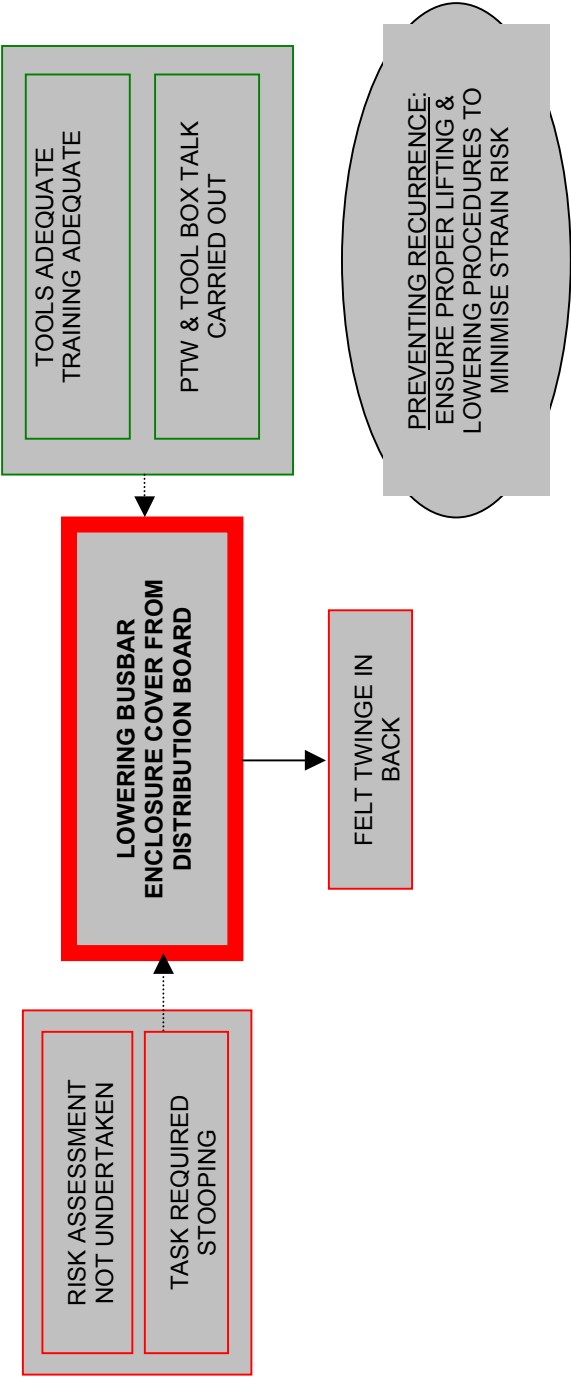 RISK ASSESSMENT
NOT UNDERTAKEN
TASK REQUIRED
STOOPING
LOWERING BUSBAR
ENCLOSURE COVER FROM
DISTRIBUTION BOARD
FELT TWINGE IN
BACK
TOOLS ADEQUATE
TRAINING ADEQUATE
PTW & TOOL BOX TALK
CARRIED OUT
PREVENTING RECURRENCE:
ENSURE PROPER LIFTING &
LOWERING PROCEDURES TO
MINIMISE STRAIN RISK